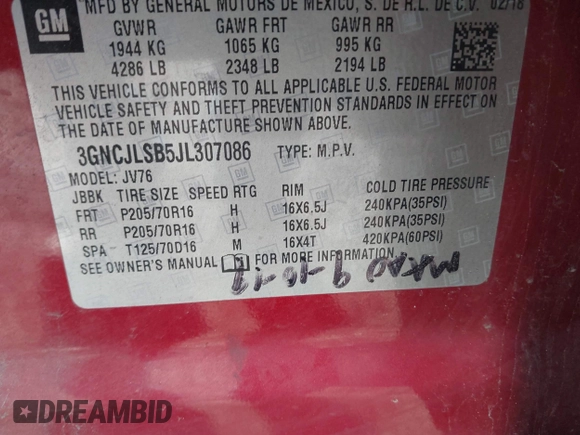 GM
MFD BY GENERAL MOTORS DE MEXICO, S. DE R.L. DE C.V. 02/18
GVWR GAWR FRT GAWR RR
1944 KG 1065 KG 995 KG
4286 LB 2348 LB 2194 LB
THIS VEHICLE CONFORMS TO ALL APPLICABLE U.S. FEDERAL MOTOR
VEHICLE SAFETY AND THEFT PREVENTION STANDARDS IN EFFECT ON
THE DATE OF MANUFACTURE SHOWN ABOVE.
3GNCJLSB5JL307086 TYPE: M.P.V.
MODEL: JV76
JBBK TIRE SIZE SPEED RTG RIM COLD TIRE PRESSURE
FRT P205/70R16 H 16X6.5J 240KPA(35PSI)
RR P205/70R16 H 16X6.5J 240KPA(35PSI)
SPA T125/70D16 M 16X4T 420KPA(60PSI)
SEE OWNER'S MANUAL FOR MORE INFORMATION
DREAMBID